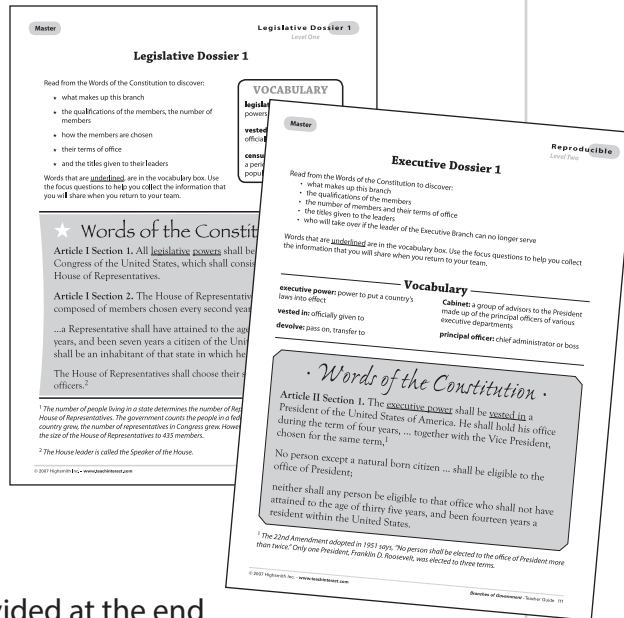 Master
Legislative Dossier 1
Level One
Legislative Dossier 1
Read from the Words of the Constitution to discover:
★ what makes up this branch
★ the qualifications of the members, the number of
members
★ how the members are chosen
★ their terms of office
★ and the titles given to their leaders
Words that are underlined, are in the vocabulary box. Use
the focus questions to help you collect the information that
you will share when you return to your team.
VOCABULARY
powers
vested
★ Words of the
Article I Section 1. All legislative powers shall be
Congress of the United States, which shall
House of Representatives.
Article I Section 2. The House of
composed of members chosen every second
...a Representative shall have attained to the age
years, and been seven years a citizen of the
shall be an inhabitant of that state in which he
The House of Representatives shall choose their
officers.2
1 The number of people living in a state determines the number of
House of Representatives. The government counts the people in a
country grew, the number of representatives in Congress grew.
the size of the House of Representatives to 435 members.
2 The House leader is called the Speaker of the House.
© 2007 Highsmith Inc. • www.teachinteract.com
Master
Reproducible
Level Two
Executive Dossier 1
Read from the Words of the Constitution to discover:
• what makes up this branch
• the qualifications of the members
• the number of members and their terms of office
• the titles given to the leaders
• who will take over if the leader of the Executive Branch can no longer serve
Words that are underlined are in the vocabulary box. Use the focus questions to help you collect
the information that you will share when you return to your team.
Vocabulary
executive power: power to put a country's
laws into effect
vested in: officially given to
devolve: pass on, transfer to
Cabinet: a group of advisors to the President
made up of the principal officers of various
executive departments
principal officer: chief administrator or boss
• Words of the Constitution •
Article II Section 1. The executive power shall be vested in a
President of the United States of America. He shall hold his office
during the term of four years, ... together with the Vice President,
chosen for the same term,1
No person except a natural born citizen ... shall be eligible to the
office of President;
neither shall any person be eligible to that office who shall not have
attained to the age of thirty five years, and been fourteen years a
resident within the United States.
1 The 22nd Amendment adopted in 1951 says, "No person shall be elected to the office of President more
than twice." Only one President, Franklin D. Roosevelt, was elected to three terms.
© 2007 Highsmith Inc. • www.teachinteract.com
Branches of Government - Teacher Guide 111
at the end